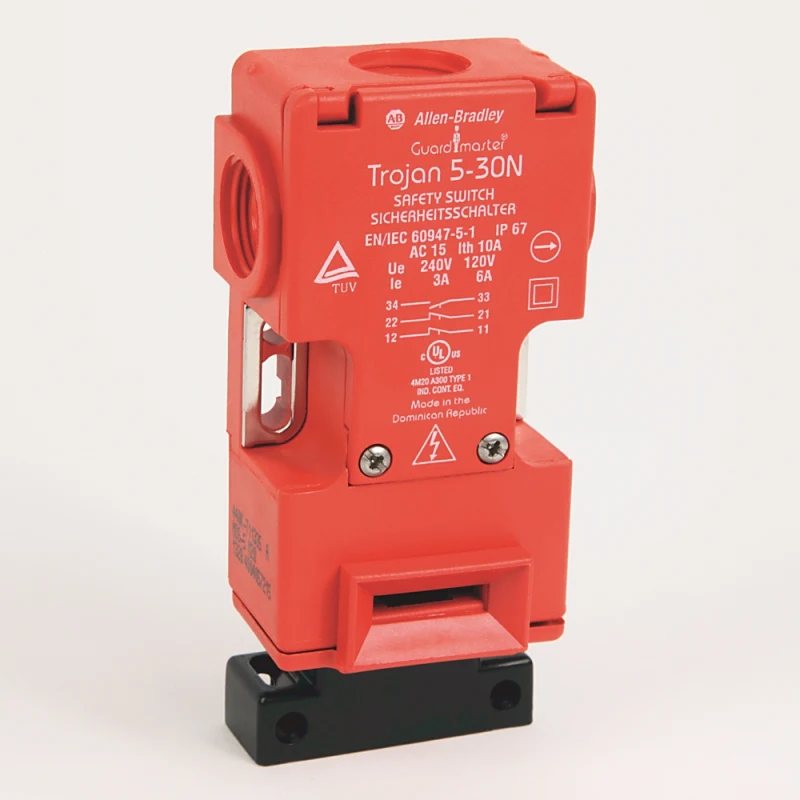 AB Allen-Bradley
Guardmaster
Trojan 5-30N
SAFETY SWITCH
SICHERHEITSSCHALTER
EN/IEC 60947-5-1 IP 67
AC 15 Ith 10A
Ue 240V 120V
Ie 3A 6A
TUV
34 33
22 21
12 11
C UL US
LISTED
4M20 A300 TYPE 1
IND. CONT. EQ.
Made in the
Dominican Republic